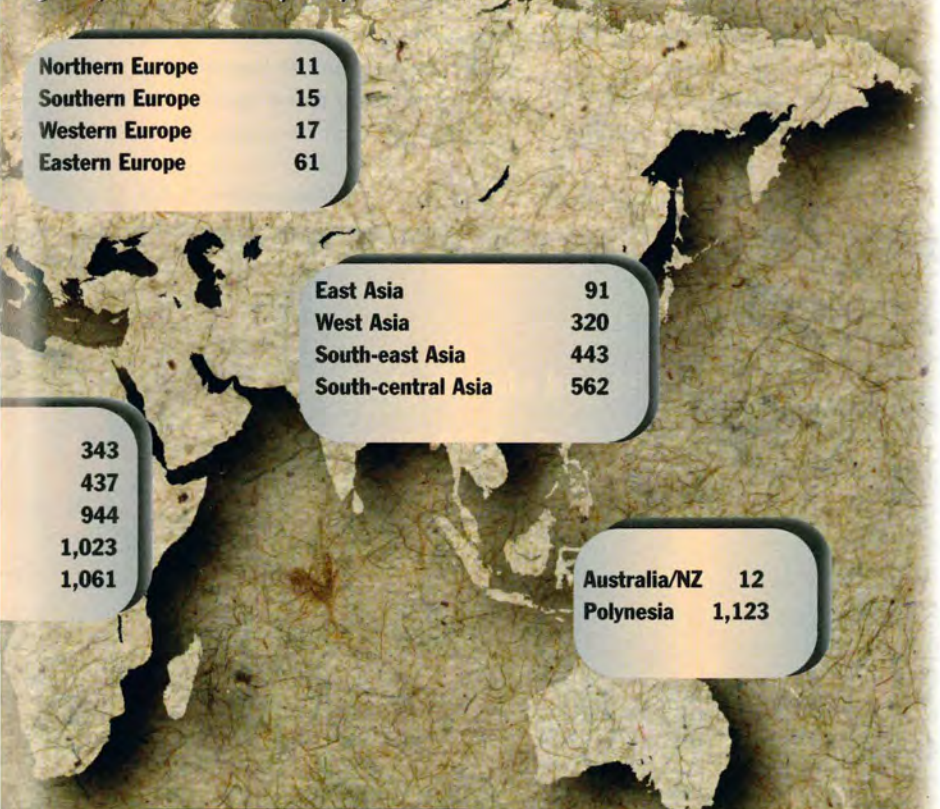 Northern Europe 11
Southern Europe 15
Western Europe 17
Eastern Europe 61
East Asia 91
West Asia 320
South-east Asia 443
South-central Asia 562
343
437
944
1,023
1,061
Australia/NZ 12
Polynesia 1,123